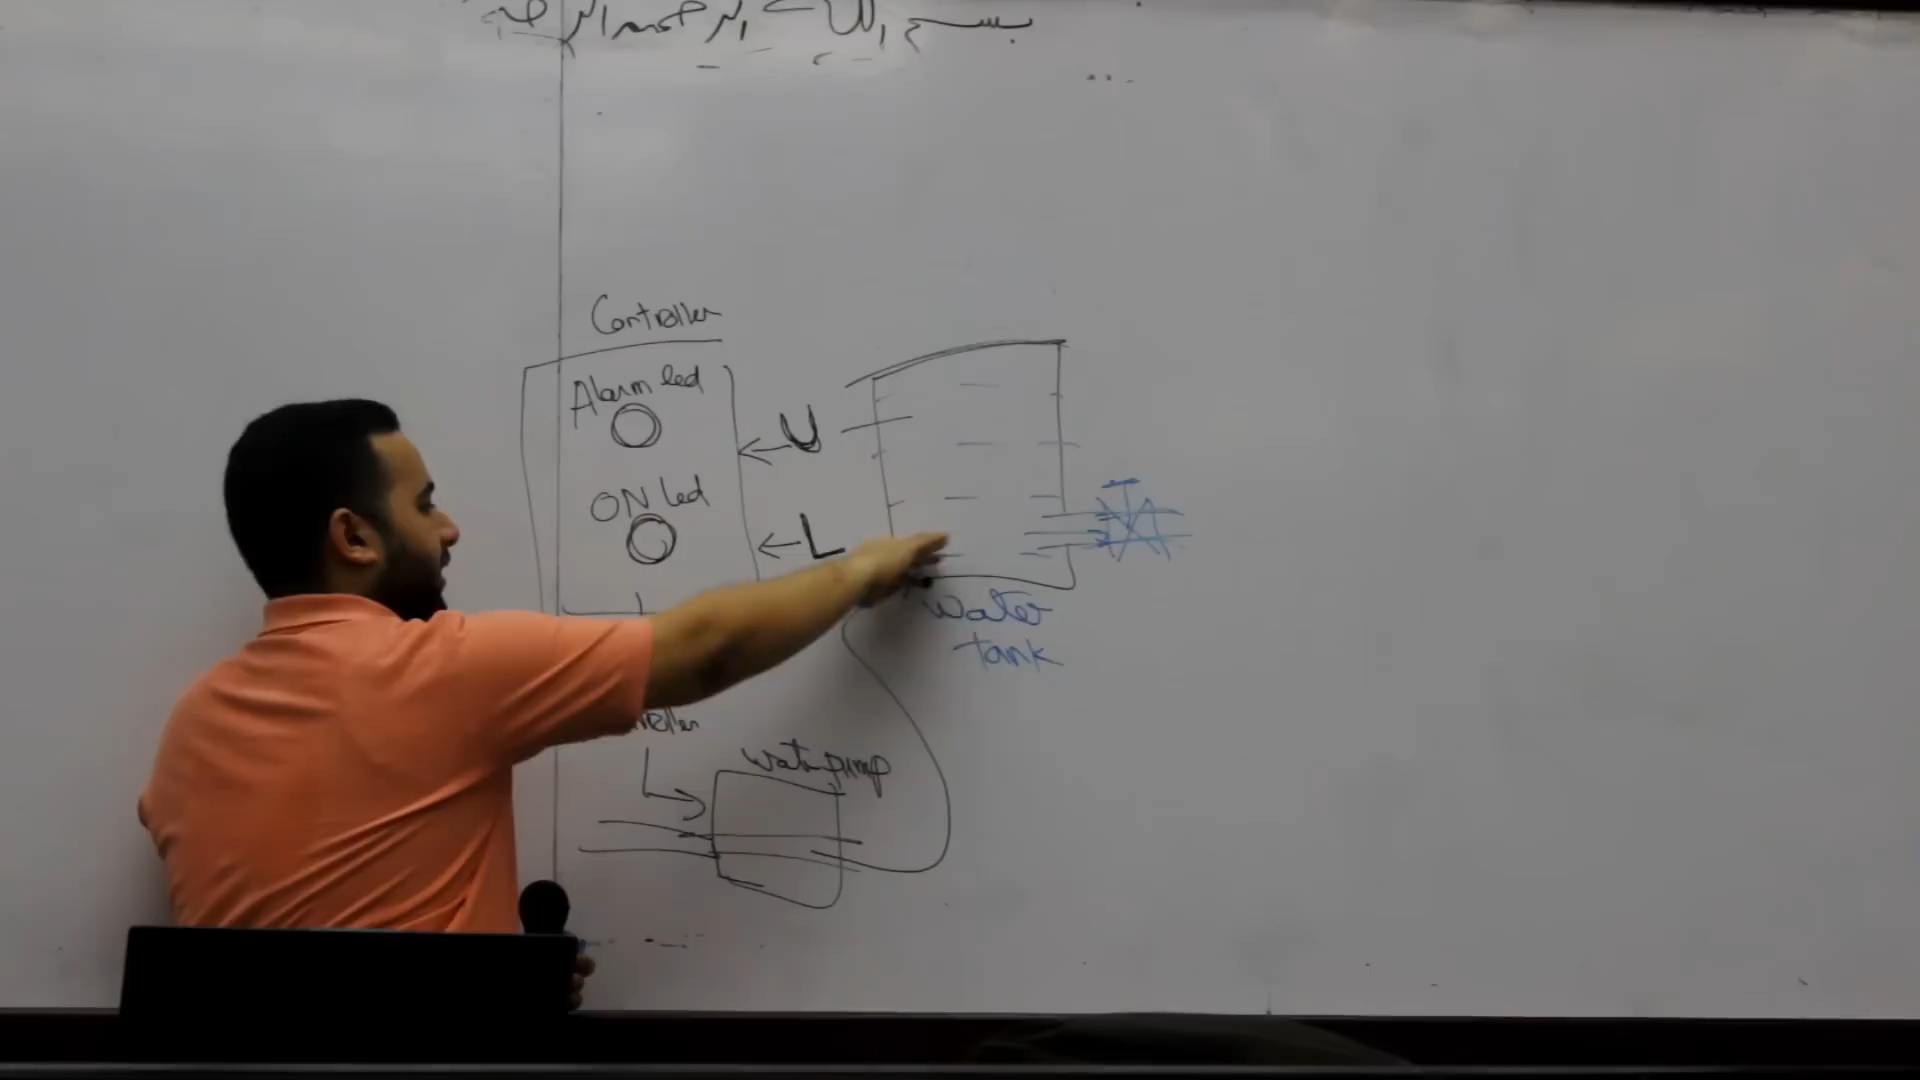 بسم الله الرحمن الرحيم
Controller
Alarm led
U
ON led
L
Water
tank
Water pump